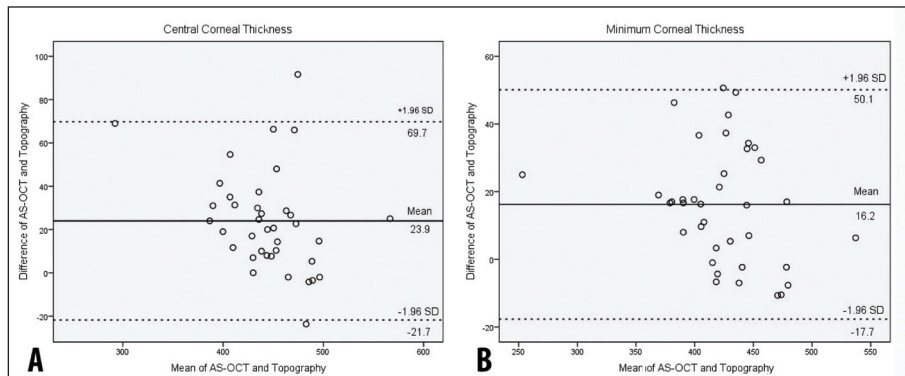 Central Corneal Thickness
Difference of AS-OCT and Topography
100
80
60
40
20
0
-20
+1.96 SD
69.7
Mean
23.9
-1.96 SD
-21.7
300
400
500
600
A
Mean of AS-OCT and Topography
Minimum Corneal Thickness
Difference of AS-OCT and Topography
60
40
20
0
-20
+1.96 SD
50.1
Mean
16.2
-1.96 SD
-17.7
250
300
350
400
450
500
550
B
Mean of AS-OCT and Topography